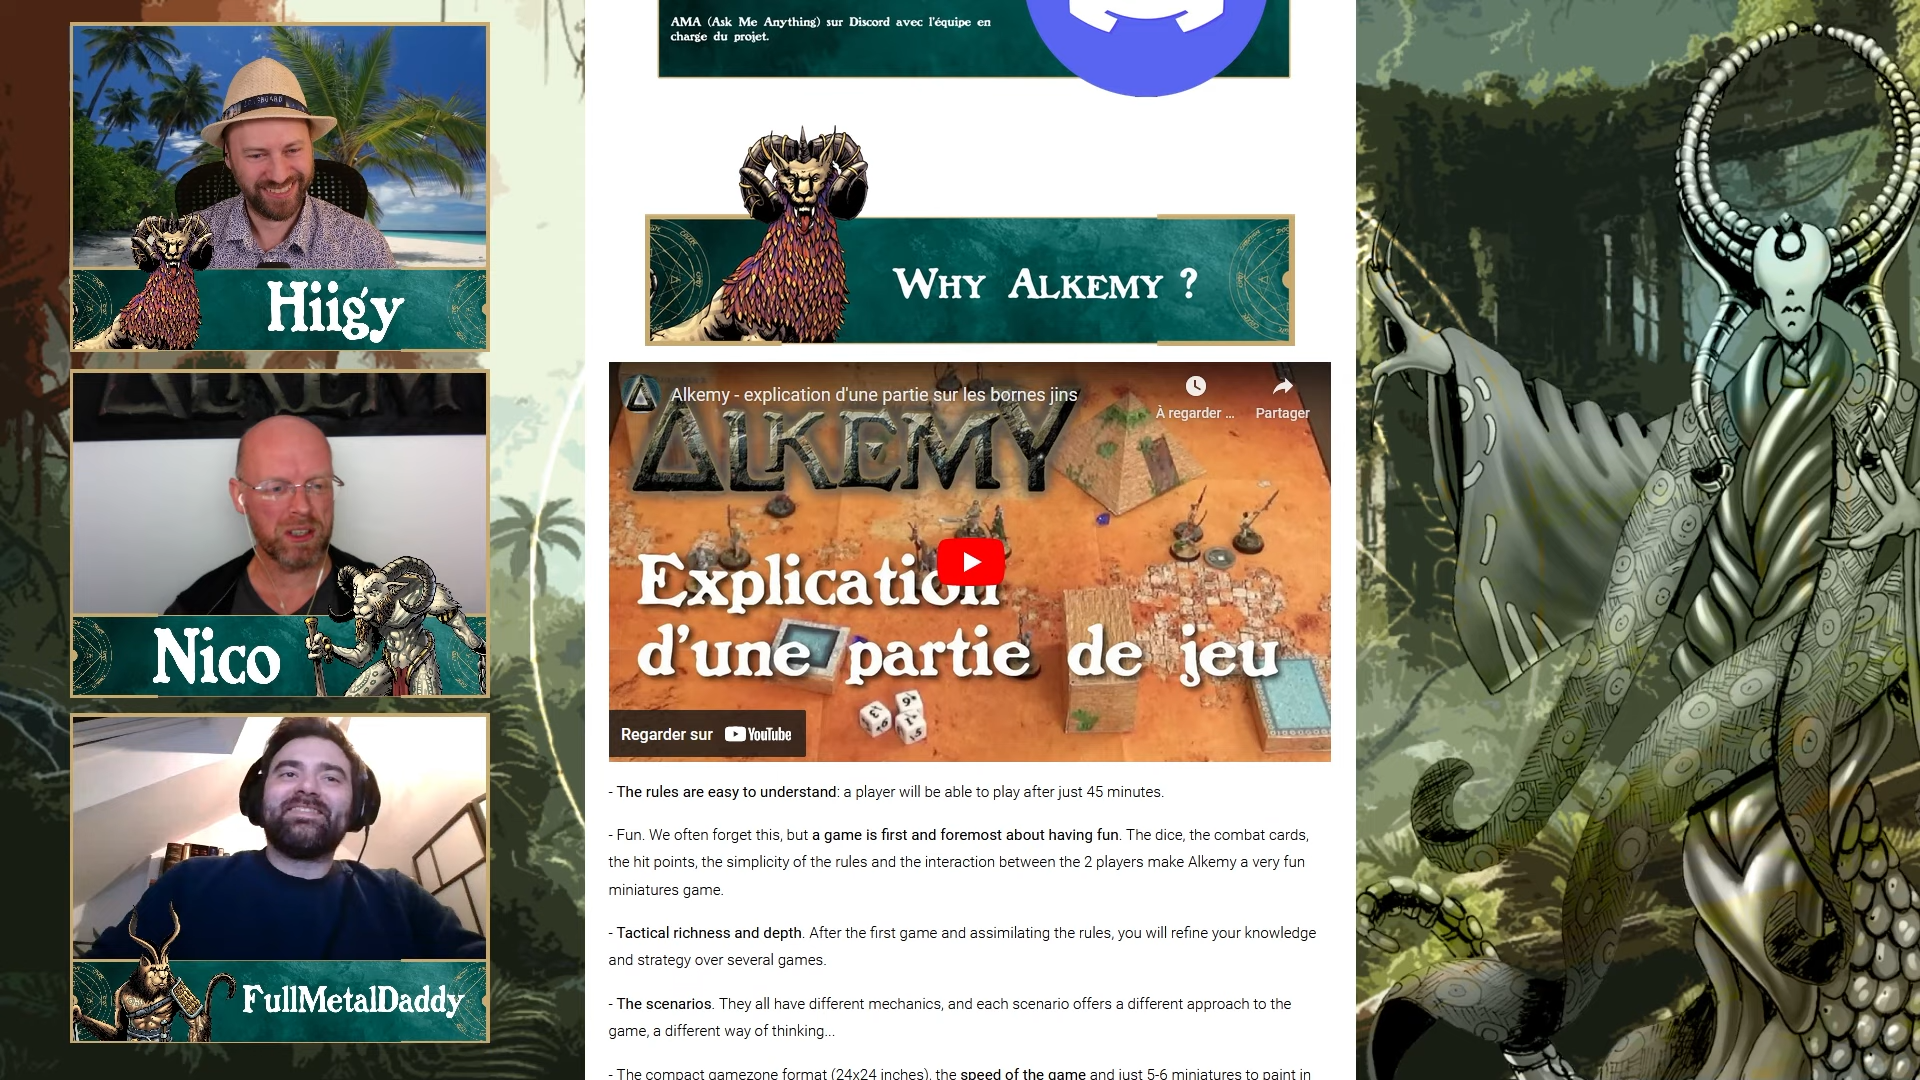 AMA (Ask Me Anything) sur Discord avec l'équipe en
charge du projet.
Hiigy
Nico
FullMetalDaddy
Why Alkemy ?
Alkemy - explication d'une partie sur les bornes jins
À regarder ...
Partager
ALKEMY
Explication
d'une partie de jeu
Regarder sur YouTube
- The rules are easy to understand: a player will be able to play after just 45 minutes.
- Fun. We often forget this, but a game is first and foremost about having fun. The dice, the combat cards,
the hit points, the simplicity of the rules and the interaction between the 2 players make Alkemy a very fun
miniatures game.
- Tactical richness and depth. After the first game and assimilating the rules, you will refine your knowledge
and strategy over several games.
- The scenarios. They all have different mechanics, and each scenario offers a different approach to the
game, a different way of thinking...
- The compact gamezone format (24x24 inches), the speed of the game and just 5-6 miniatures to paint in